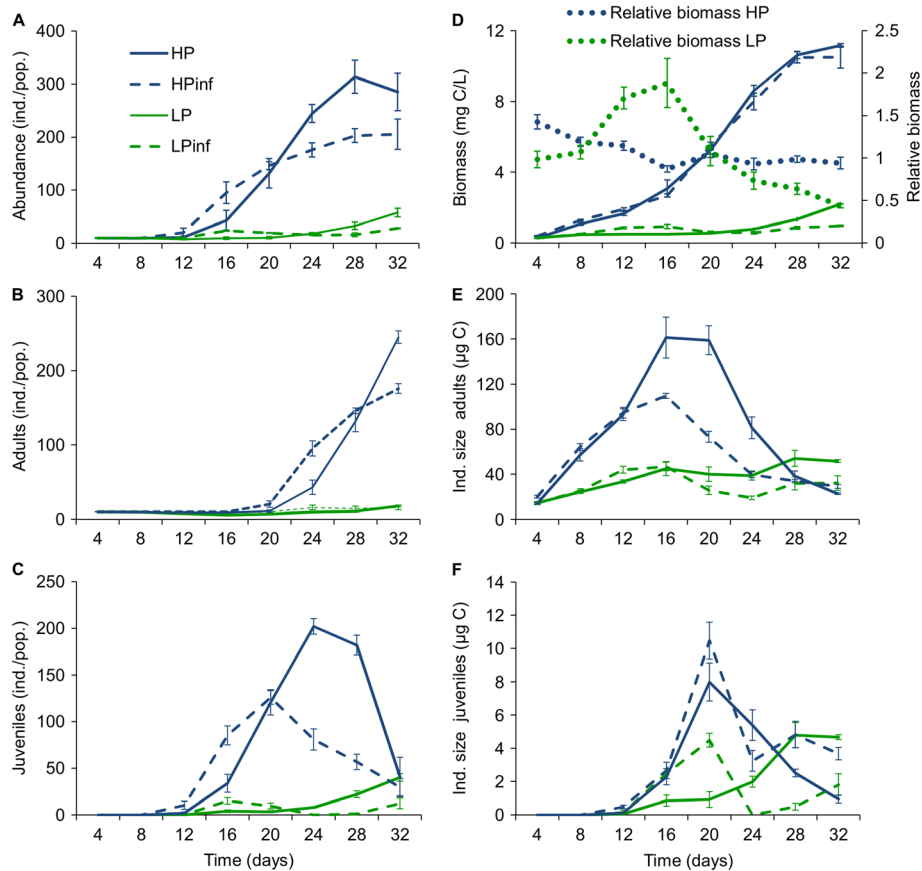 A
Abundance (ind./pop.)
400
300
200
100
0
HP
HPinf
LP
LPinf
4 8 12 16 20 24 28 32
B
Adults (ind./pop.)
300
200
100
0
4 8 12 16 20 24 28 32
C
Juveniles (ind./pop.)
250
200
150
100
50
0
4 8 12 16 20 24 28 32
Time (days)
D
Relative biomass HP
Relative biomass LP
Biomass (mg C/L)
12
8
4
0
2.5
2
1.5
1
0.5
0
Relative biomass
4 8 12 16 20 24 28 32
E
Ind. size adults (µg C)
200
160
120
80
40
0
4 8 12 16 20 24 28 32
F
Ind. size juveniles (µg C)
14
12
10
8
6
4
2
0
4 8 12 16 20 24 28 32
Time (days)